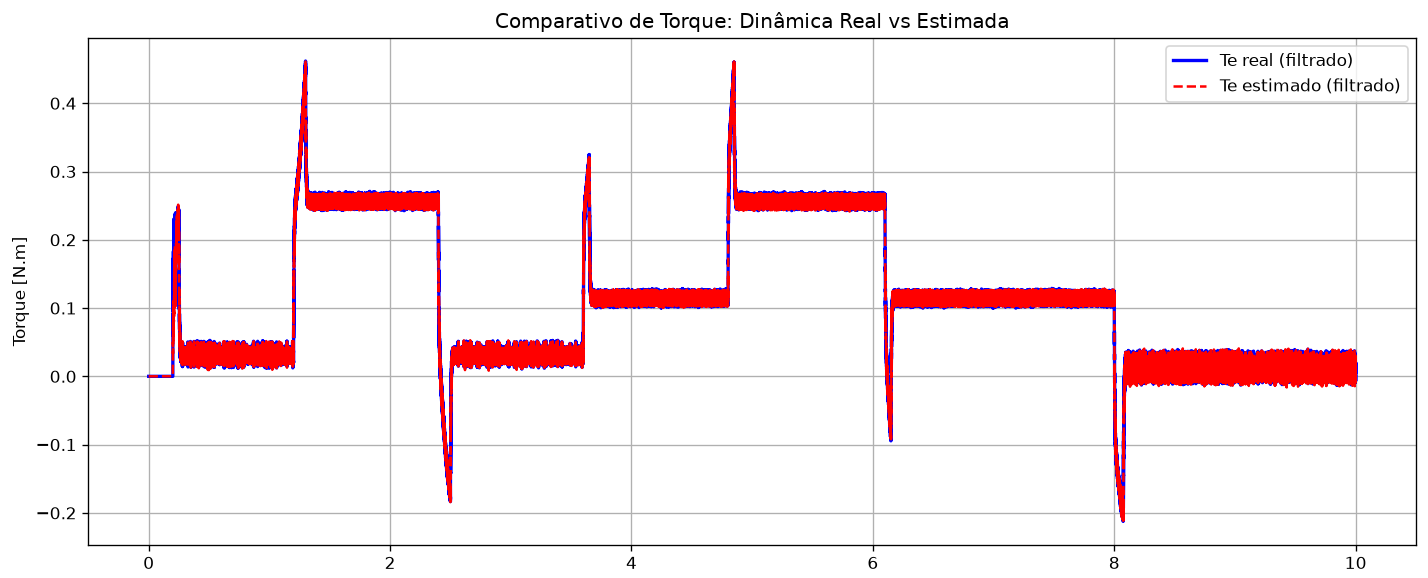 Comparativo de Torque: Dinâmica Real vs Estimada
Te real (filtrado)
Te estimado (filtrado)
Torque [N.m]
0.4
0.3
0.2
0.1
0.0
−0.1
−0.2
0 2 4 6 8 10